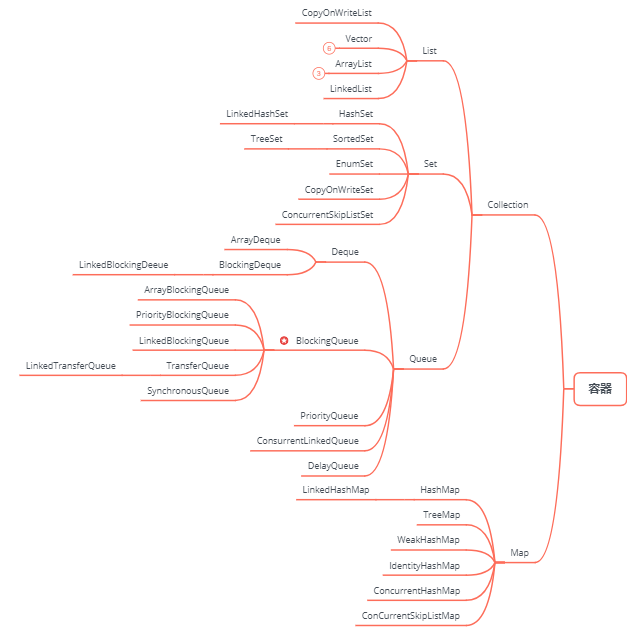 CopyOnWriteList
Vector
6
ArrayList
3
LinkedList
List
LinkedHashSet
HashSet
TreeSet
SortedSet
EnumSet
CopyOnWriteSet
ConcurrentSkipListSet
Set
Collection
ArrayDeque
LinkedBlockingDeeue
BlockingDeque
Deque
ArrayBlockingQueue
PriorityBlockingQueue
LinkedBlockingQueue
LinkedTransferQueue
TransferQueue
SynchronousQueue
BlockingQueue
Queue
PriorityQueue
ConsurrentLinkedQueue
DelayQueue
容器
LinkedHashMap
HashMap
TreeMap
WeakHashMap
IdentityHashMap
ConcurrentHashMap
ConCurrentSkipListMap
Map